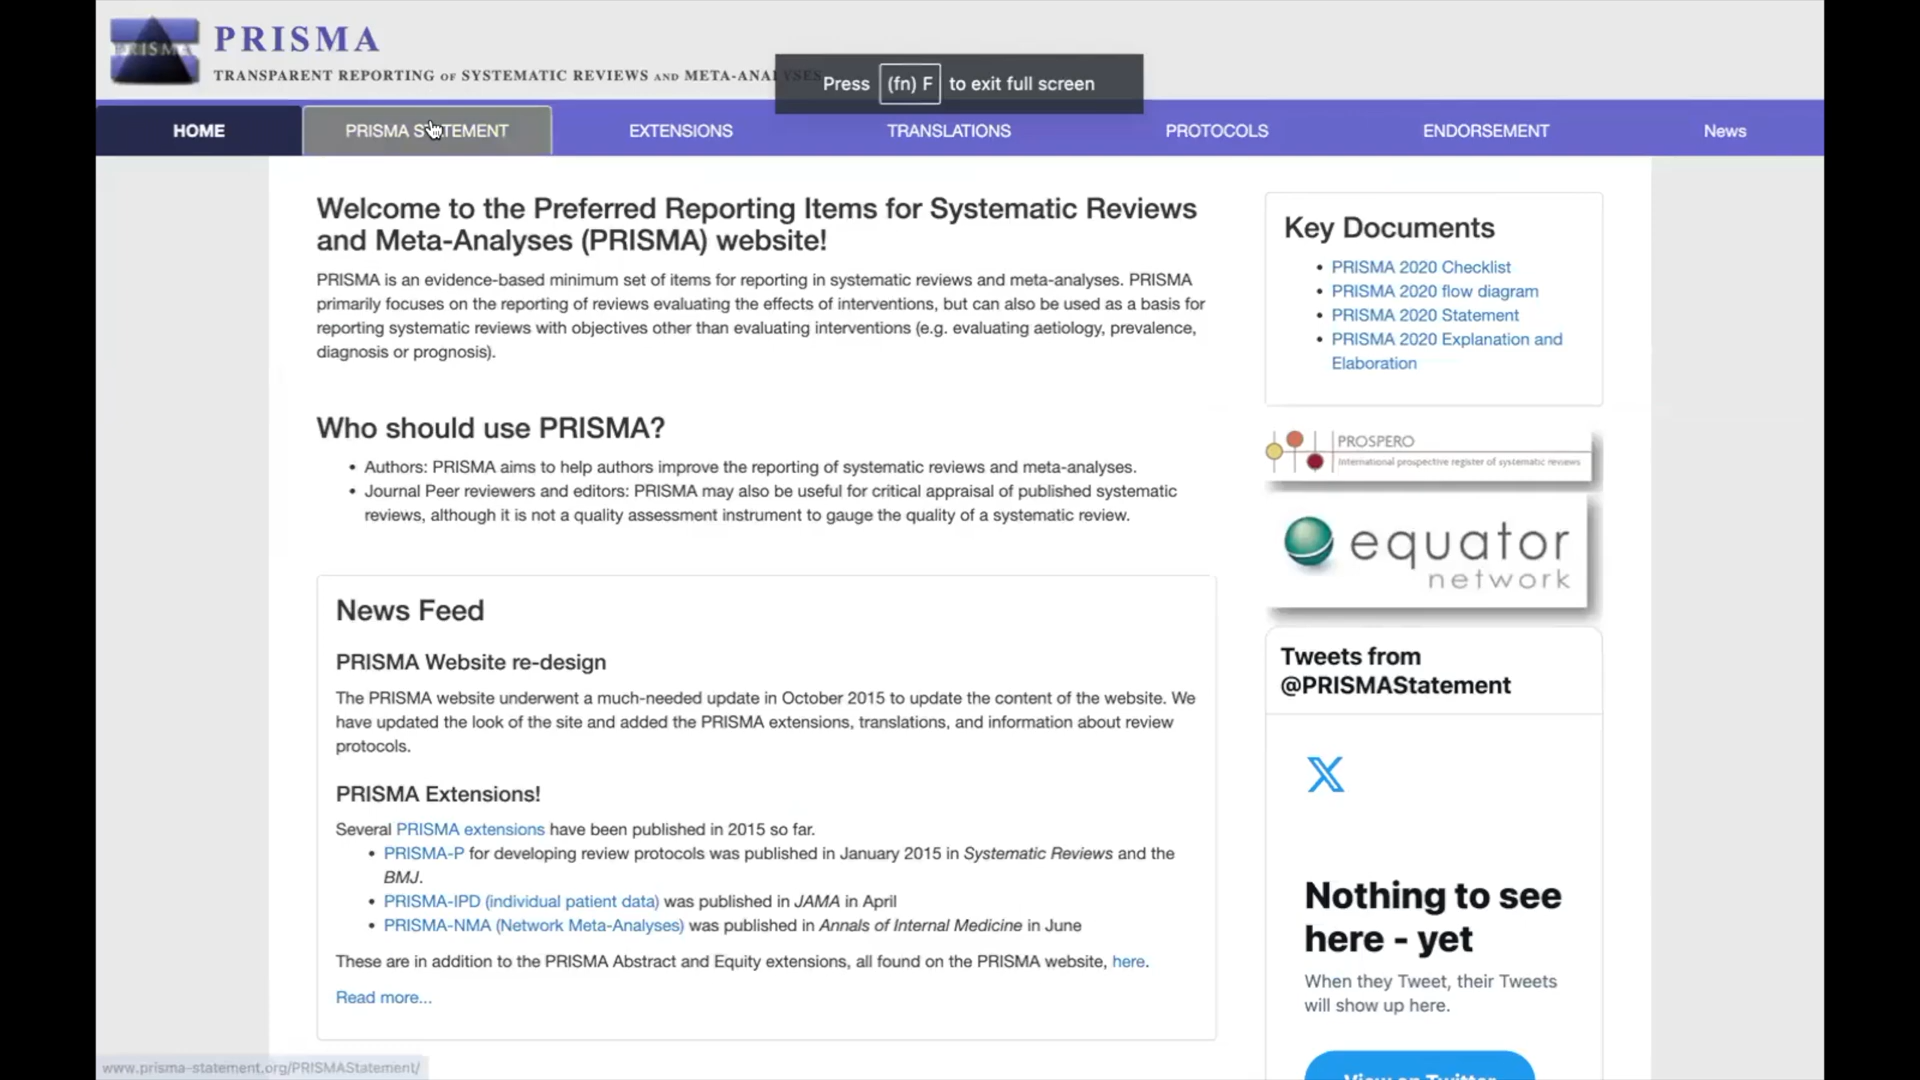 PRISMA
PRISMA
TRANSPARENT REPORTING OF SYSTEMATIC REVIEWS AND META-ANALYSES
Press (fn) F to exit full screen
HOME
PRISMA STATEMENT
EXTENSIONS
TRANSLATIONS
PROTOCOLS
ENDORSEMENT
News
Welcome to the Preferred Reporting Items for Systematic Reviews
and Meta-Analyses (PRISMA) website!
PRISMA is an evidence-based minimum set of items for reporting in systematic reviews and meta-analyses. PRISMA
primarily focuses on the reporting of reviews evaluating the effects of interventions, but can also be used as a basis for
reporting systematic reviews with objectives other than evaluating interventions (e.g. evaluating aetiology, prevalence,
diagnosis or prognosis).
Who should use PRISMA?
• Authors: PRISMA aims to help authors improve the reporting of systematic reviews and meta-analyses.
• Journal Peer reviewers and editors: PRISMA may also be useful for critical appraisal of published systematic
reviews, although it is not a quality assessment instrument to gauge the quality of a systematic review.
News Feed
PRISMA Website re-design
The PRISMA website underwent a much-needed update in October 2015 to update the content of the website. We
have updated the look of the site and added the PRISMA extensions, translations, and information about review
protocols.
PRISMA Extensions!
Several PRISMA extensions have been published in 2015 so far.
• PRISMA-P for developing review protocols was published in January 2015 in Systematic Reviews and the
BMJ.
• PRISMA-IPD (individual patient data) was published in JAMA in April
• PRISMA-NMA (Network Meta-Analyses) was published in Annals of Internal Medicine in June
These are in addition to the PRISMA Abstract and Equity extensions, all found on the PRISMA website, here.
Read more...
Key Documents
• PRISMA 2020 Checklist
• PRISMA 2020 flow diagram
• PRISMA 2020 Statement
• PRISMA 2020 Explanation and
Elaboration
PROSPERO
International prospective register of systematic reviews
equator
network
Tweets from
@PRISMAStatement
Nothing to see
here - yet
When they Tweet, their Tweets
will show up here.
View on Twitter
www.prisma-statement.org/PRISMAStatement/